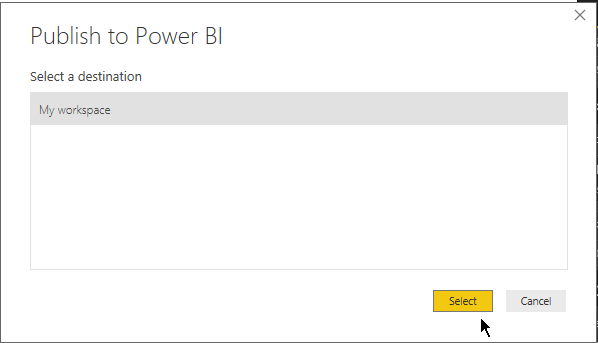 Publish to Power BI
Select a destination
My workspace
Select
Cancel